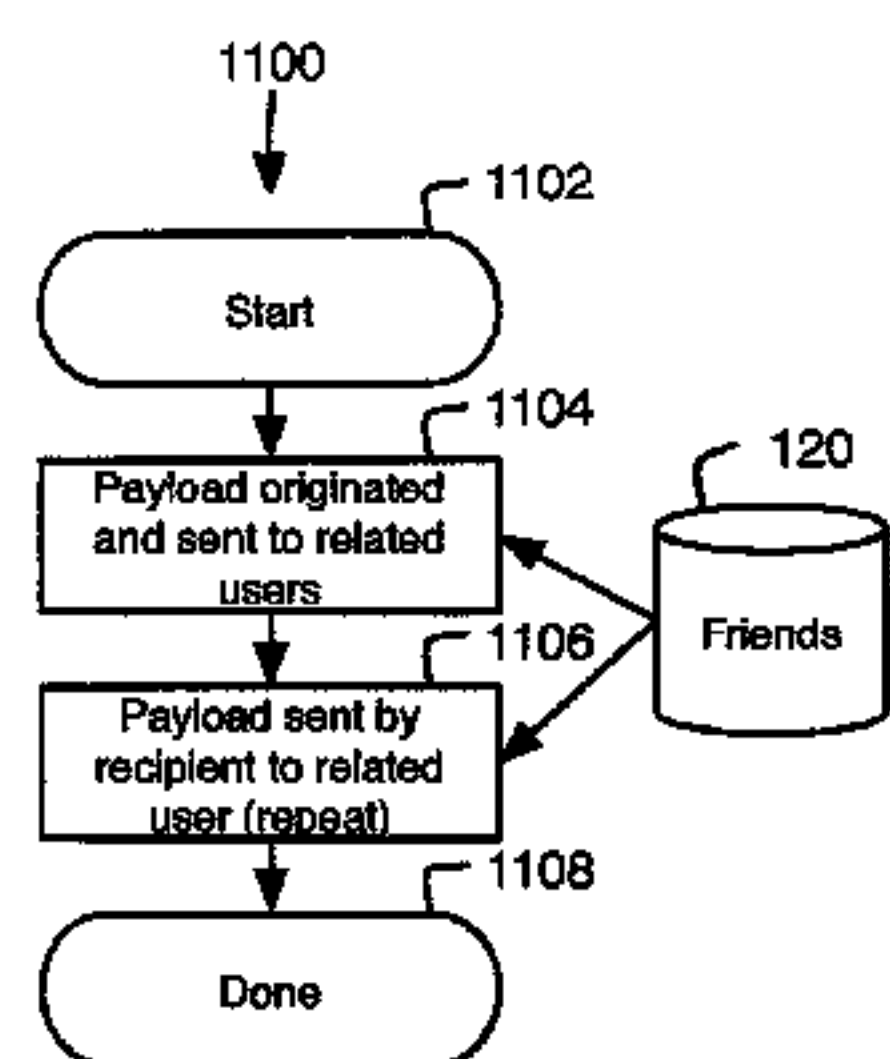 1100
1102
Start
1104
Payload originated
and sent to related
users
120
Friends
1106
Payload sent by
recipient to related
user (repeat)
1108
Done